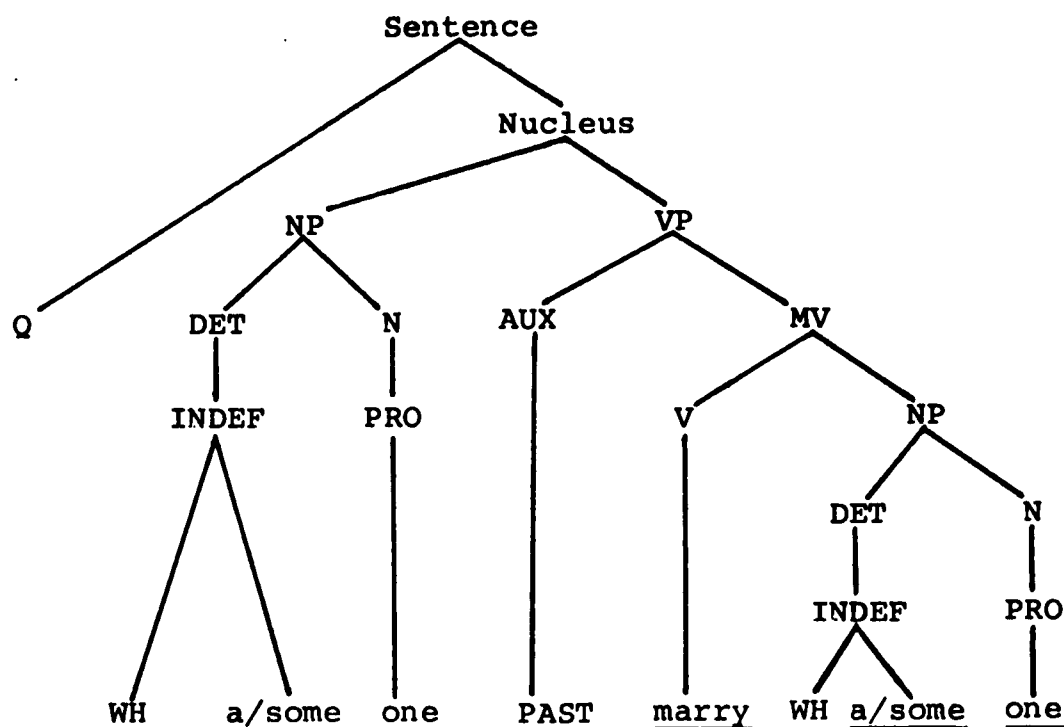 Sentence
Nucleus
NP VP
Q DET N AUX MV
INDEF PRO V NP
DET N
INDEF PRO
WH a/some one PAST marry WH a/some one